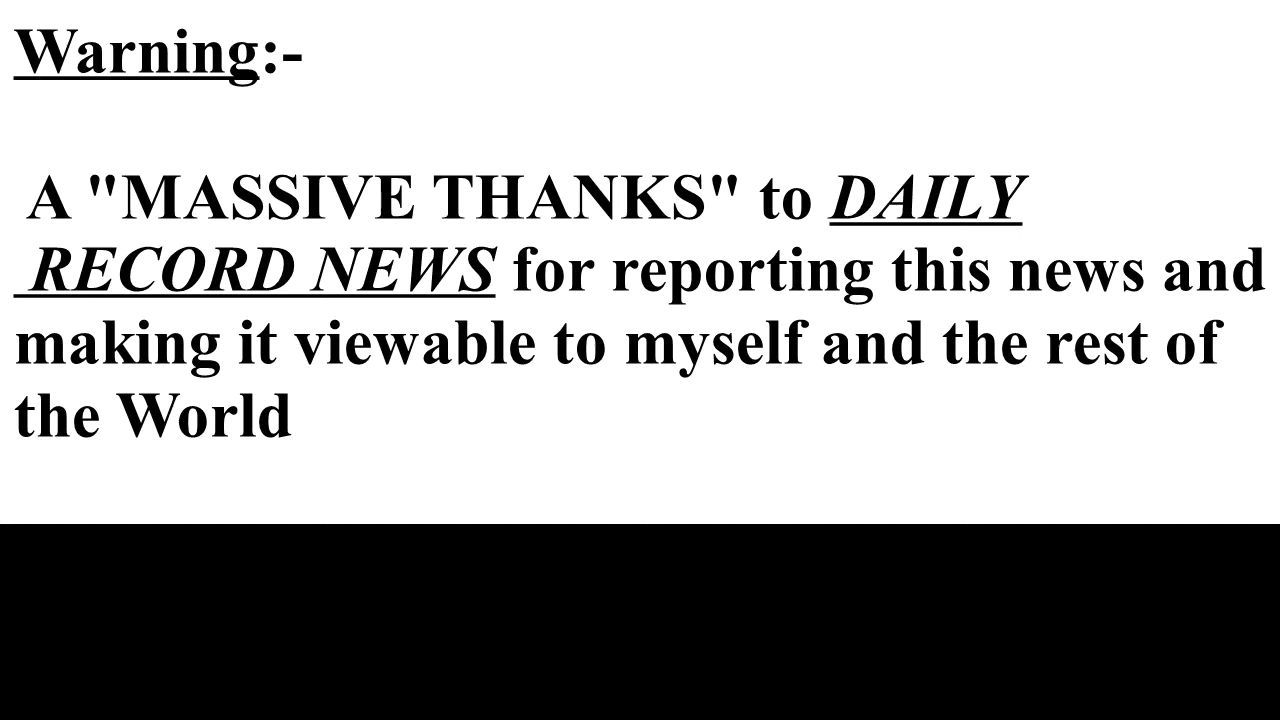 Warning:-
A "MASSIVE THANKS" to DAILY
RECORD NEWS for reporting this news and
making it viewable to myself and the rest of
the World